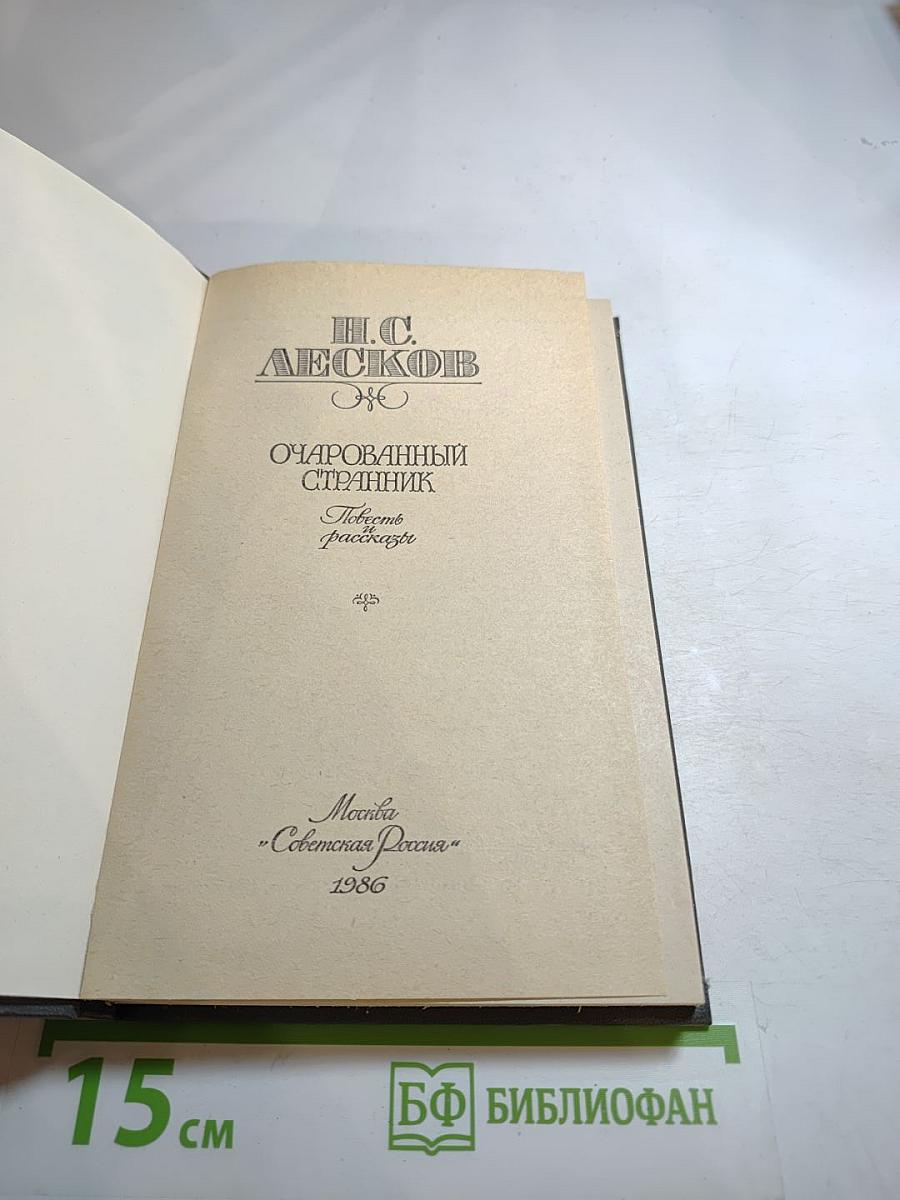 Н.С.
ЛЕСКОВ
ОЧАРОВАННЫЙ
СТРАННИК
Повесть
и
рассказы
Москва
„Советская Россия“
1986
15 см
БФ БИБЛИОФАН